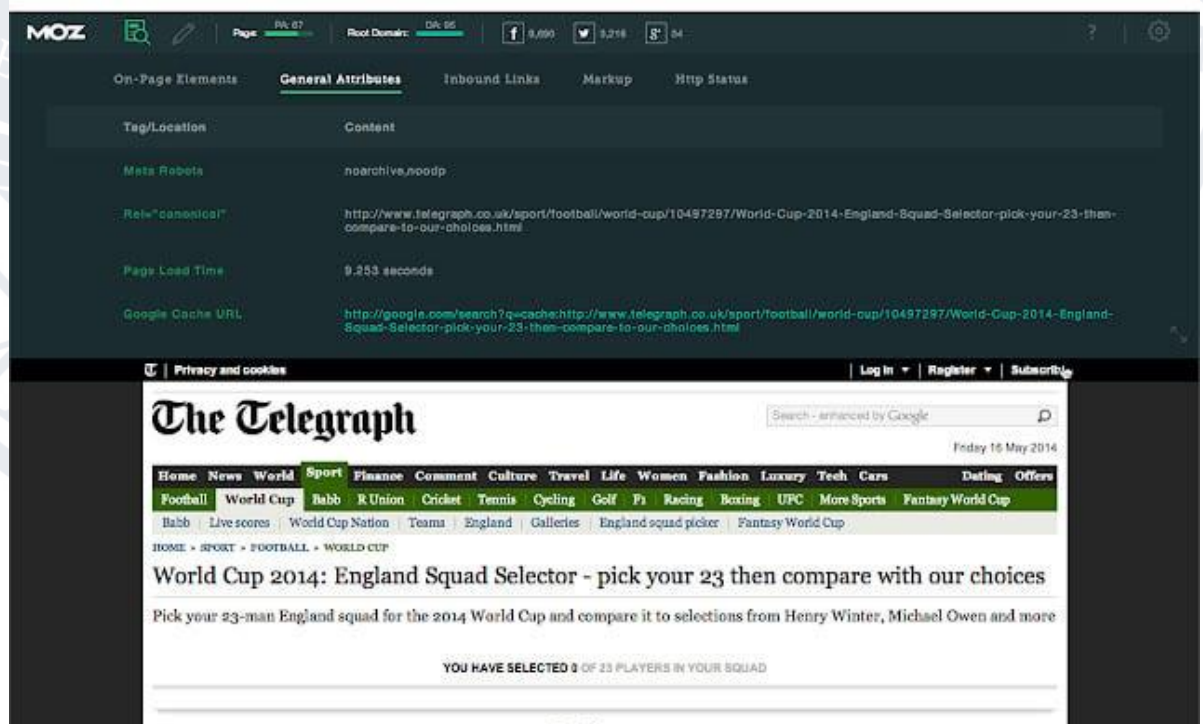 MOZ Page: PA: 67 Root Domain: DA: 95 f 9,690 3,216 g+ 84 ?
On-Page Elements General Attributes Inbound Links Markup Http Status
Tag/Location Content
Meta Robots noarchive,noodp
Rel="canonical" http://www.telegraph.co.uk/sport/football/world-cup/10497297/World-Cup-2014-England-Squad-Selector-pick-your-23-then-
compare-to-our-choices.html
Page Load Time 9.253 seconds
Google Cache URL http://google.com/search?q=cache:http://www.telegraph.co.uk/sport/football/world-cup/10497297/World-Cup-2014-England-
Squad-Selector-pick-your-23-then-compare-to-our-choices.html
T | Privacy and cookies | Log in | Register | Subscribe
The Telegraph
Search - enhanced by Google
Friday 16 May 2014
Home News World Sport Finance Comment Culture Travel Life Women Fashion Luxury Tech Cars Dating Offers
Football World Cup Babb R Union Cricket Tennis Cycling Golf F1 Racing Boxing UFC More Sports Fantasy World Cup
Babb Live scores World Cup Nation Teams England Galleries England squad picker Fantasy World Cup
HOME » SPORT » FOOTBALL » WORLD CUP
World Cup 2014: England Squad Selector - pick your 23 then compare with our choices
Pick your 23-man England squad for the 2014 World Cup and compare it to selections from Henry Winter, Michael Owen and more
YOU HAVE SELECTED 0 OF 23 PLAYERS IN YOUR SQUAD